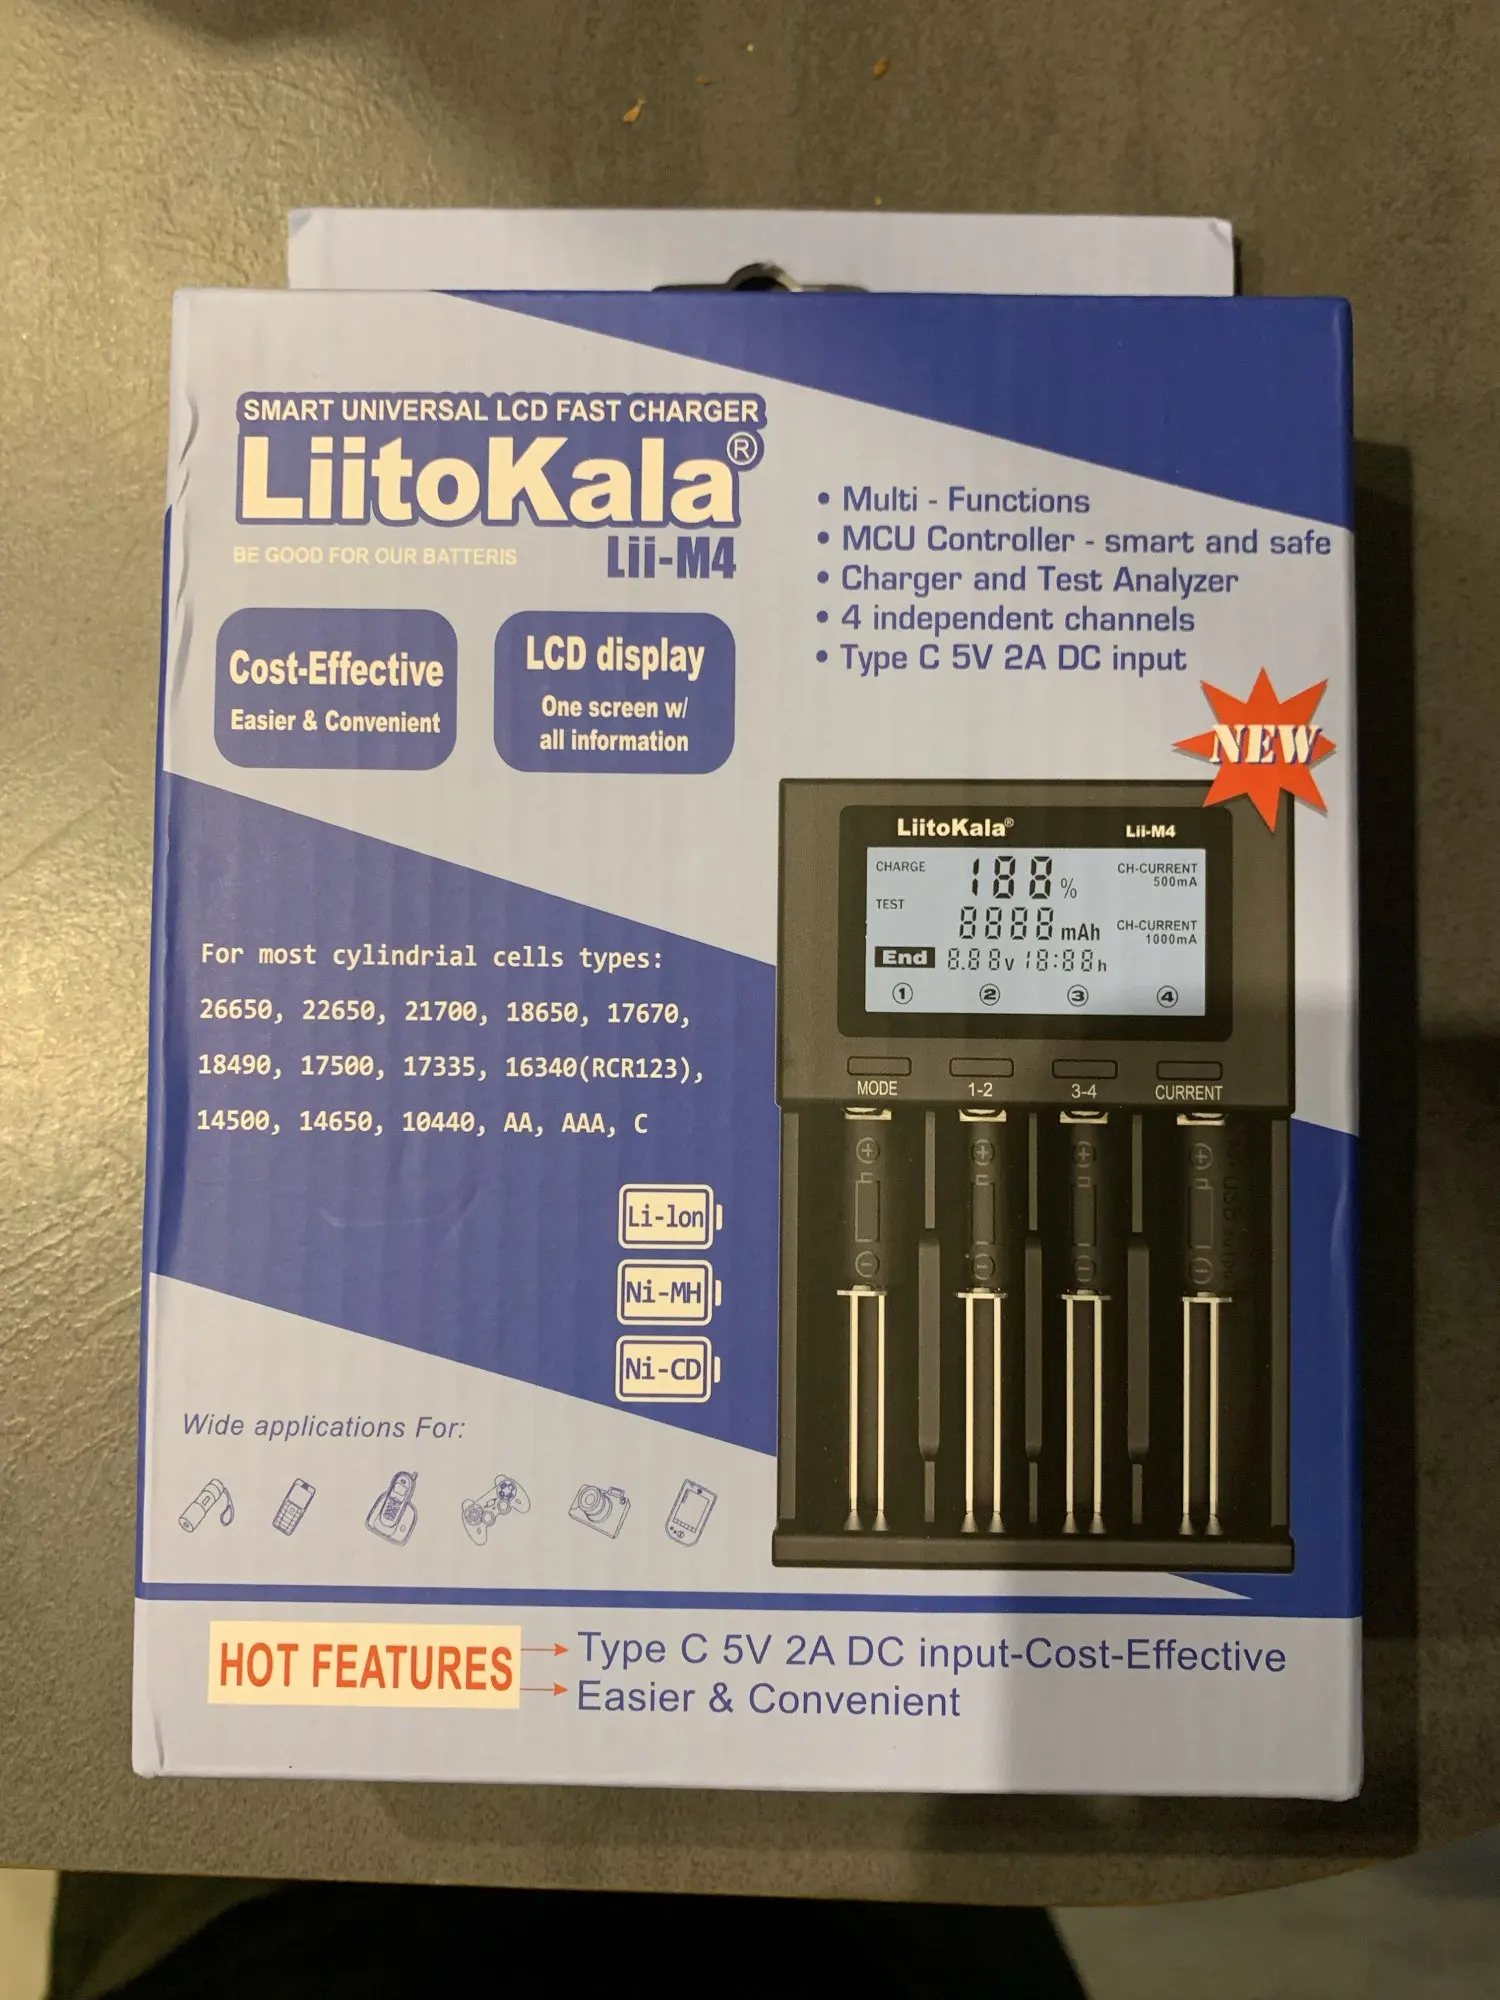 SMART UNIVERSAL LCD FAST CHARGER
LiitoKala®
BE GOOD FOR OUR BATTERIS
Lii-M4
• Multi - Functions
• MCU Controller - smart and safe
• Charger and Test Analyzer
• 4 independent channels
• Type C 5V 2A DC input
Cost-Effective
Easier & Convenient
LCD display
One screen w/
all information
NEW
LiitoKala® Lii-M4
CHARGE 188% CH-CURRENT
500mA
TEST 8888mAh CH-CURRENT
1000mA
End 8.88v 18:88h
① ② ③ ④
MODE 1-2 3-4 CURRENT
For most cylindrial cells types:
26650, 22650, 21700, 18650, 17670,
18490, 17500, 17335, 16340(RCR123),
14500, 14650, 10440, AA, AAA, C
Li-lon
Ni-MH
Ni-CD
Wide applications For:
HOT FEATURES
Type C 5V 2A DC input-Cost-Effective
Easier & Convenient